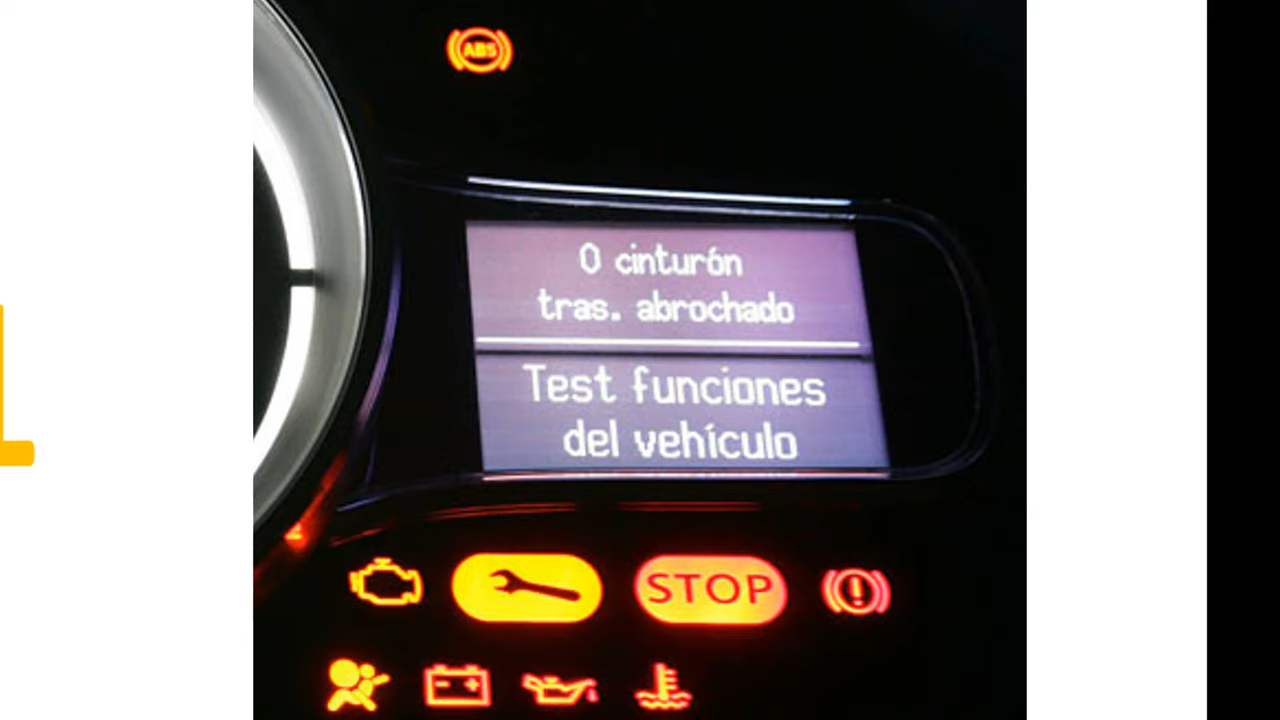 ABS
0 cinturón
tras. abrochado
Test funciones
del vehículo
STOP